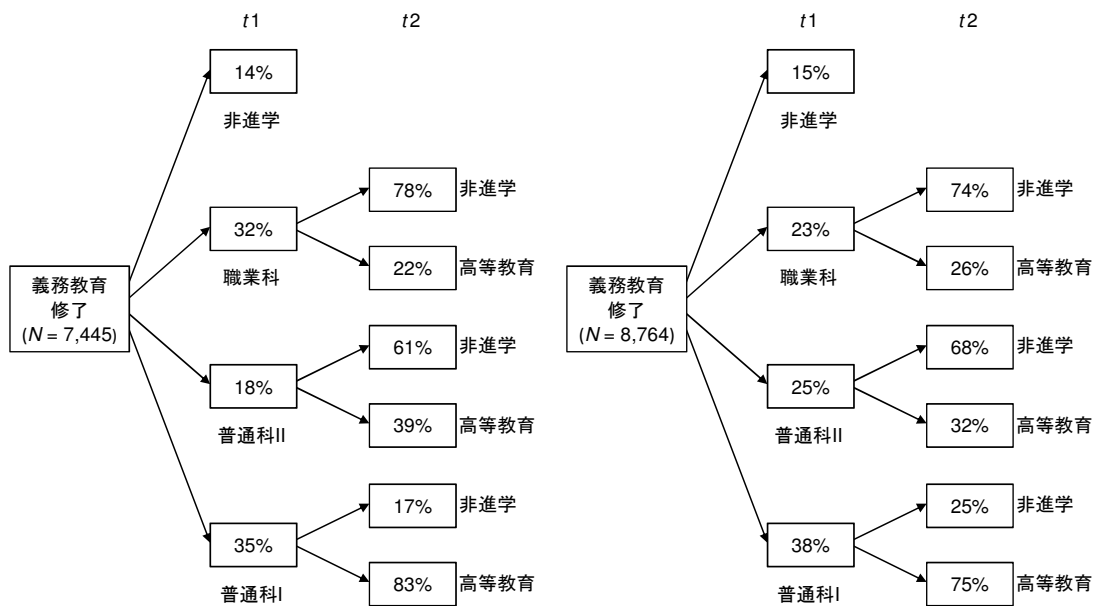 t1
t2
14%
非進学
78%
非進学
32%
職業科
22%
高等教育
義務教育
修了
(N = 7,445)
61%
非進学
18%
普通科II
39%
高等教育
17%
非進学
35%
普通科I
83%
高等教育
t1
t2
15%
非進学
74%
非進学
23%
職業科
26%
高等教育
義務教育
修了
(N = 8,764)
68%
非進学
25%
普通科II
32%
高等教育
25%
非進学
38%
普通科I
75%
高等教育